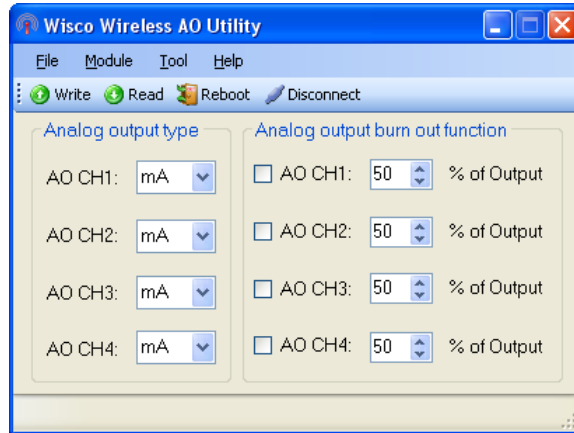 Wisco Wireless AO Utility
File Module Tool Help
Write Read Reboot Disconnect
Analog output type
AO CH1: mA
AO CH2: mA
AO CH3: mA
AO CH4: mA
Analog output burn out function
AO CH1: 50 % of Output
AO CH2: 50 % of Output
AO CH3: 50 % of Output
AO CH4: 50 % of Output